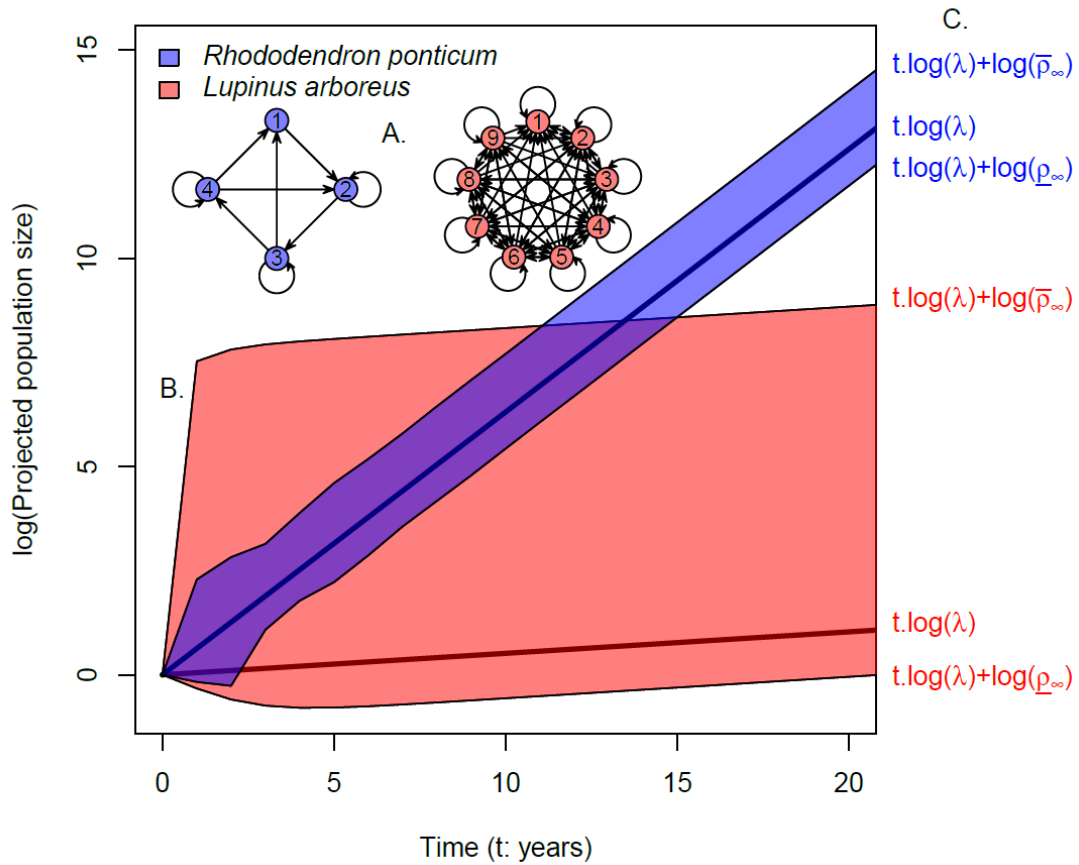 C.
15
Rhododendron ponticum
Lupinus arboreus
A.
1
2
3
4
1
2
3
4
5
6
7
8
9
t.log(λ)+log(ρ̅∞)
t.log(λ)
t.log(λ)+log(ρ̲∞)
10
t.log(λ)+log(ρ̅∞)
B.
5
t.log(λ)
0
t.log(λ)+log(ρ̲∞)
log(Projected population size)
0 5 10 15 20
Time (t: years)